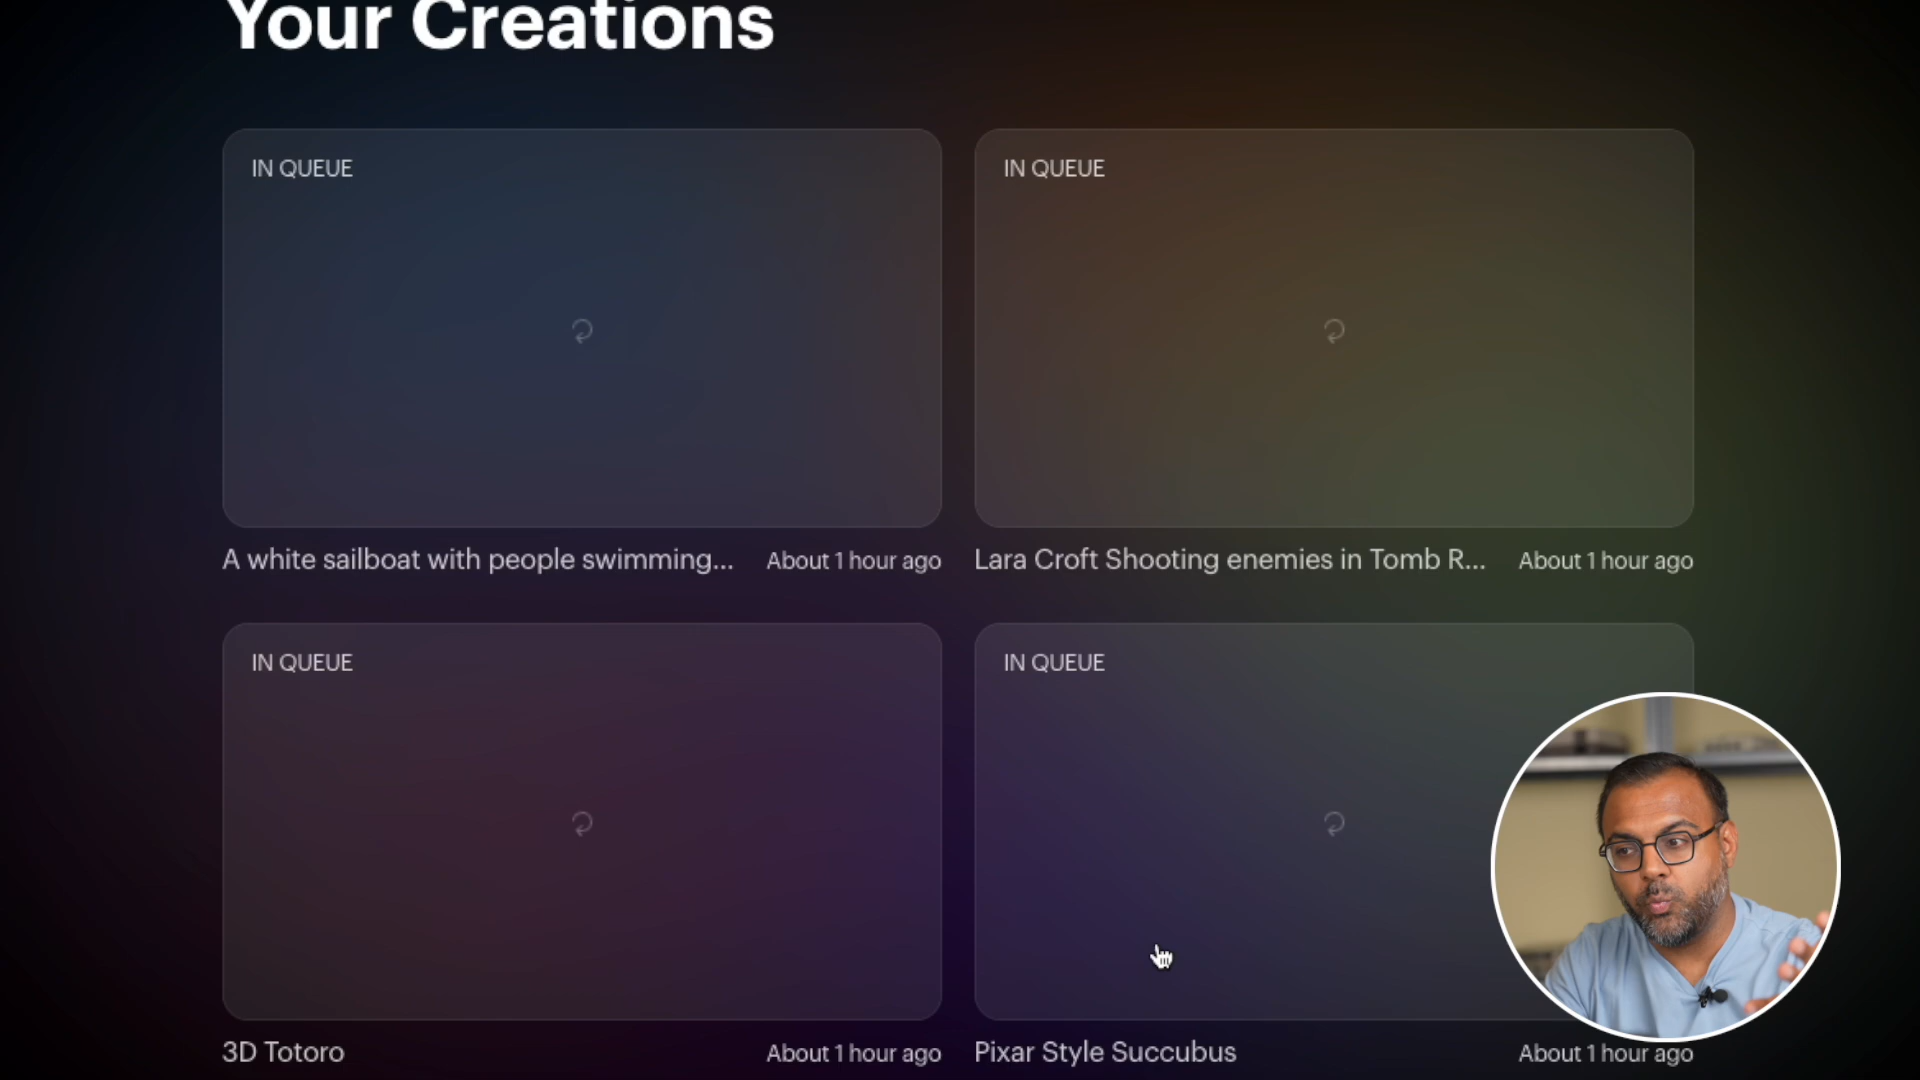 Your Creations
IN QUEUE
IN QUEUE
A white sailboat with people swimming... About 1 hour ago
Lara Croft Shooting enemies in Tomb R... About 1 hour ago
IN QUEUE
IN QUEUE
3D Totoro About 1 hour ago
Pixar Style Succubus About 1 hour ago